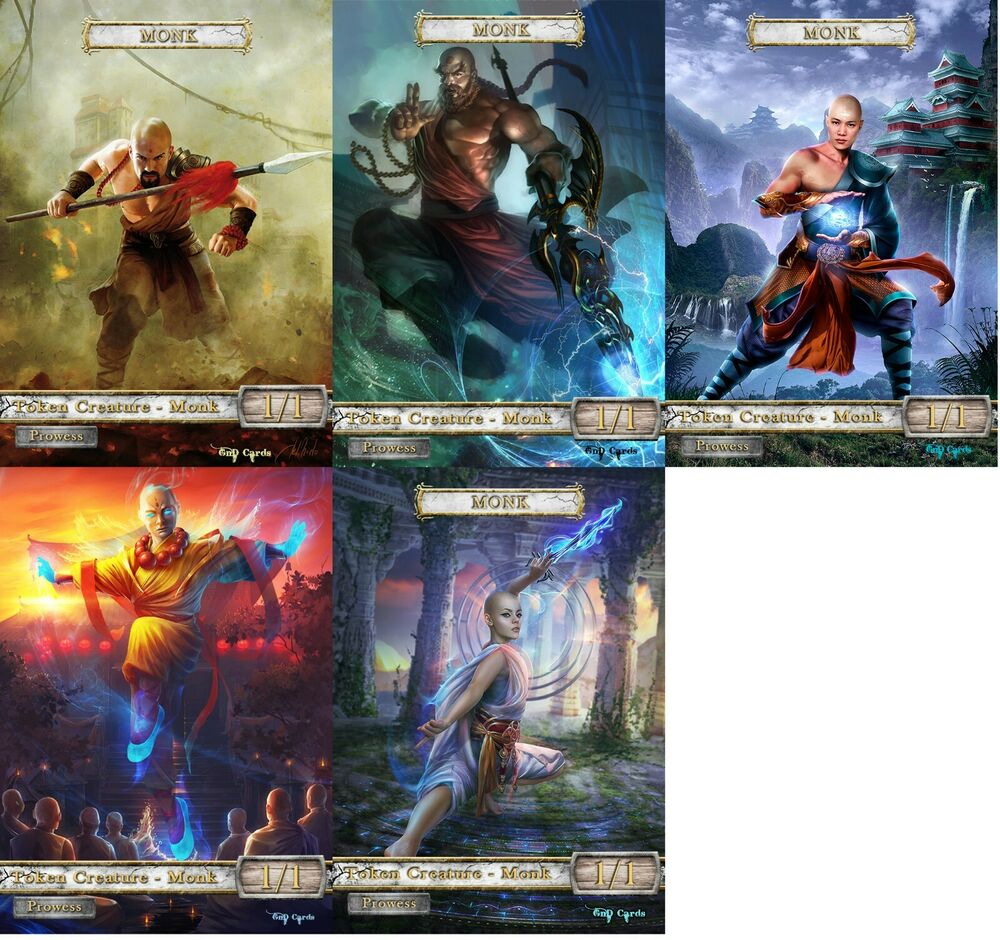 MONK
Token Creature - Monk
1/1
Prowess
GnD Cards
MONK
Token Creature - Monk
1/1
Prowess
GnD Cards
MONK
Token Creature - Monk
1/1
Prowess
GnD Cards
Token Creature - Monk
1/1
Prowess
GnD Cards
MONK
Token Creature - Monk
1/1
Prowess
GnD Cards